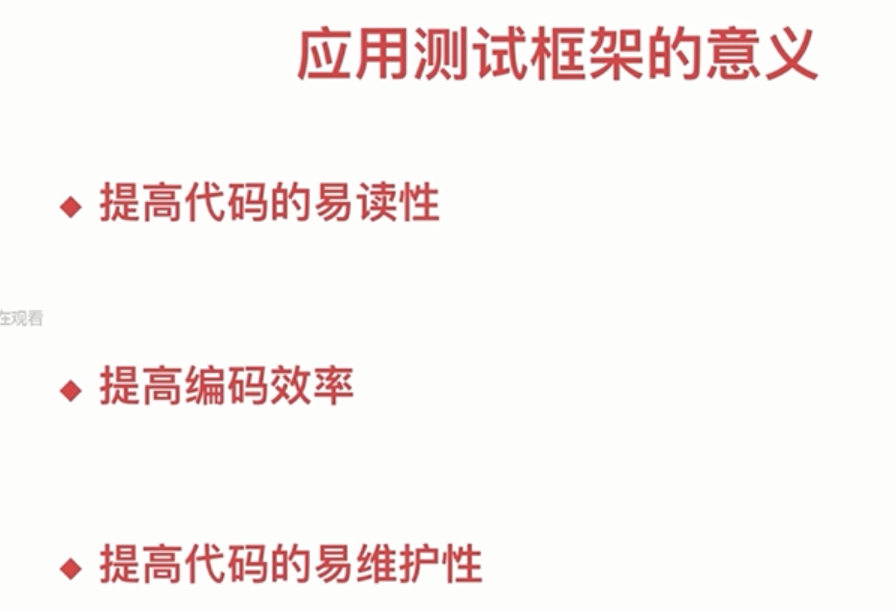 应用测试框架的意义
◆ 提高代码的易读性
在观看
◆ 提高编码效率
◆ 提高代码的易维护性